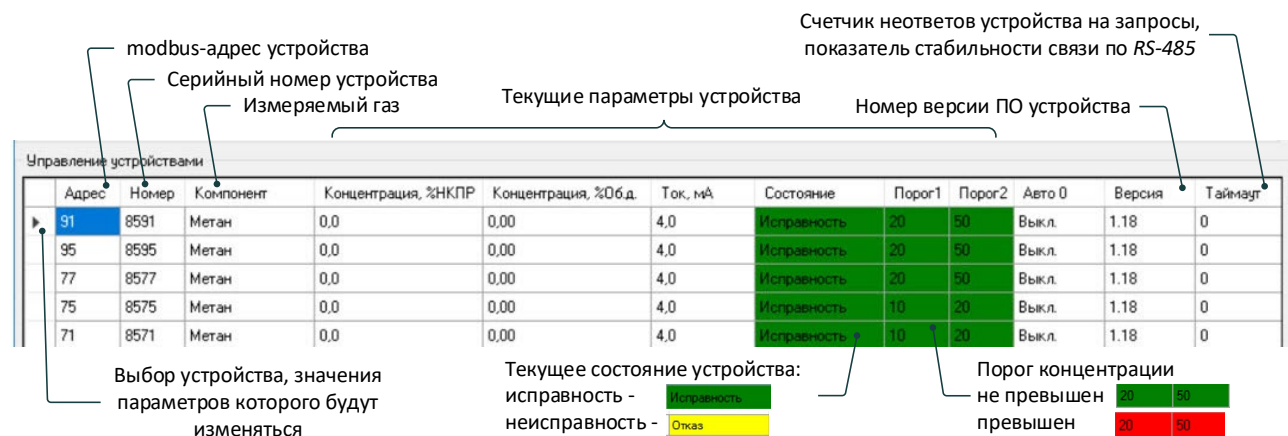 Счетчик неответов устройства на запросы,
показатель стабильности связи по RS-485
modbus-адрес устройства
Серийный номер устройства
Измеряемый газ
Текущие параметры устройства
Номер версии ПО устройства
Управление устройствами
Адрес Номер Компонент Концентрация, %НКПР Концентрация, %Об.д. Ток, мА Состояние Порог1 Порог2 Авто 0 Версия Таймаут
91 8591 Метан 0,0 0,00 4,0 Исправность 20 50 Выкл. 1.18 0
95 8595 Метан 0,0 0,00 4,0 Исправность 20 50 Выкл. 1.18 0
77 8577 Метан 0,0 0,00 4,0 Исправность 20 50 Выкл. 1.18 0
75 8575 Метан 0,0 0,00 4,0 Исправность 10 20 Выкл. 1.18 0
71 8571 Метан 0,0 0,00 4,0 Исправность 10 20 Выкл. 1.18 0
Выбор устройства, значения
параметров которого будут
изменяться
Текущее состояние устройства:
исправность - Исправность
неисправность - Отказ
Порог концентрации
не превышен 20 50
превышен 20 50